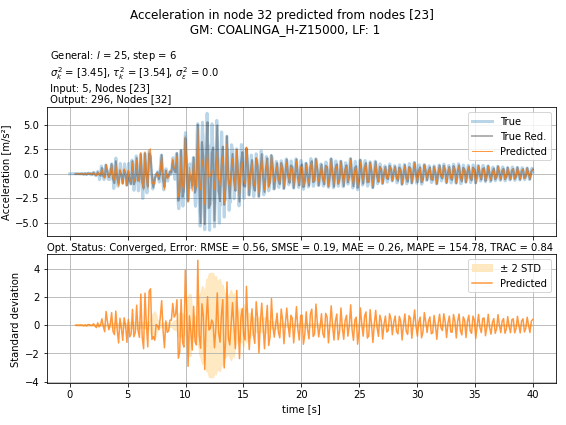 Acceleration in node 32 predicted from nodes [23]
GM: COALINGA_H-Z15000, LF: 1
General: l = 25, step = 6
σ²ₖ = [3.45], τ²ₖ = [3.54], σ²ε = 0.0
Input: 5, Nodes [23]
Output: 296, Nodes [32]
Acceleration [m/s²]
5.0
2.5
0.0
−2.5
−5.0
True
True Red.
Predicted
Opt. Status: Converged, Error: RMSE = 0.56, SMSE = 0.19, MAE = 0.26, MAPE = 154.78, TRAC = 0.84
Standard deviation
4
2
0
−2
−4
± 2 STD
Predicted
0 5 10 15 20 25 30 35 40
time [s]